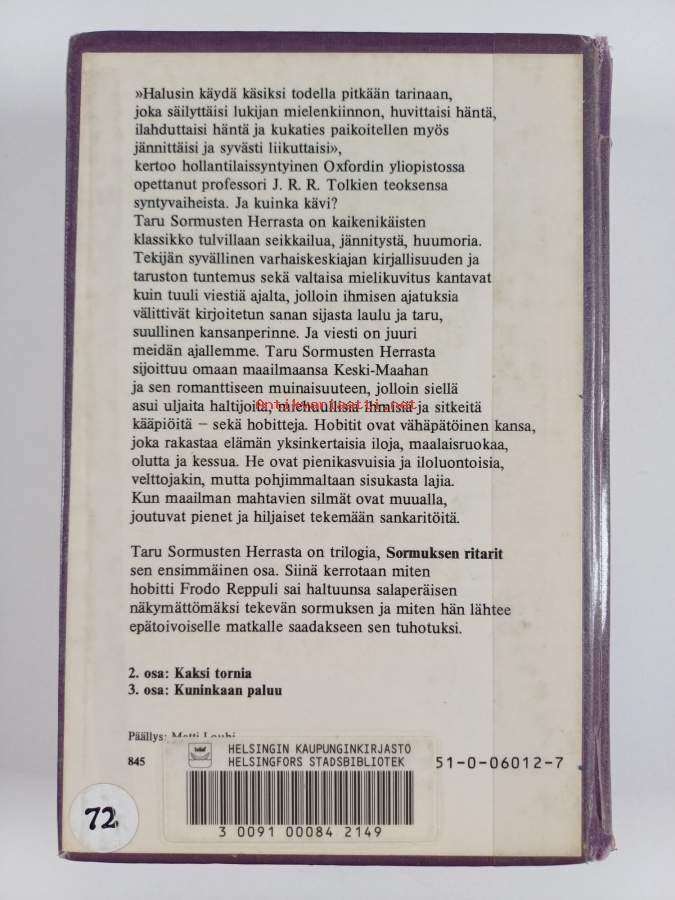 »Halusin käydä käsiksi todella pitkään tarinaan,
joka säilyttäisi lukijan mielenkiinnon, huvittaisi häntä,
ilahduttaisi häntä ja kukaties paikoitellen myös
jännittäisi ja syvästi liikuttaisi»,
kertoo hollantilaissyntyinen Oxfordin yliopistossa
opettanut professori J. R. R. Tolkien teoksensa
syntyvaiheista. Ja kuinka kävi?
Taru Sormusten Herrasta on kaikenikäisten
klassikko tulvillaan seikkailua, jännitystä, huumoria.
Tekijän syvällinen varhaiskeskiajan kirjallisuuden ja
taruston tuntemus sekä valtaisa mielikuvitus kantavat
kuin tuuli viestiä ajalta, jolloin ihmisen ajatuksia
välittivät kirjoitetun sanan sijasta laulu ja taru,
suullinen kansanperinne. Ja viesti on juuri
meidän ajallemme. Taru Sormusten Herrasta
sijoittuu omaan maailmaansa Keski-Maahan
ja sen romanttiseen muinaisuuteen, jolloin siellä
asui uljaita haltijoita, miehuullisia ihmisiä ja sitkeitä
Antikvariaatti.net
kääpiöitä – sekä hobitteja. Hobitit ovat vähäpätöinen kansa,
joka rakastaa elämän yksinkertaisia iloja, maalaisruokaa,
olutta ja kessua. He ovat pienikasvuisia ja iloluontoisia,
velttojakin, mutta pohjimmaltaan sisukasta lajia.
Kun maailman mahtavien silmät ovat muualla,
joutuvat pienet ja hiljaiset tekemään sankaritöitä.
Taru Sormusten Herrasta on trilogia, Sormuksen ritarit
sen ensimmäinen osa. Siinä kerrotaan miten
hobitti Frodo Reppuli sai haltuunsa salaperäisen
näkymättömäksi tekevän sormuksen ja miten hän lähtee
epätoivoiselle matkalle saadakseen sen tuhotuksi.
2. osa: Kaksi tornia
3. osa: Kuninkaan paluu
Päällys: Matti Louhi
845
HELSINGIN KAUPUNGINKIRJASTO
HELSINGFORS STADSBIBLIOTEK
51-0-06012-7
3 0091 00084 2149
72